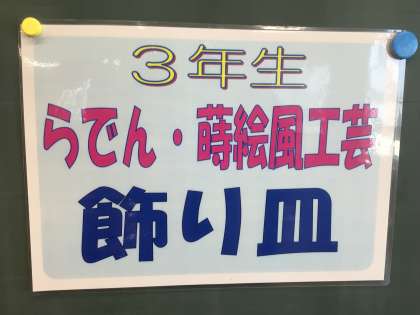 ３年生
らでん・蒔絵風工芸
飾り皿